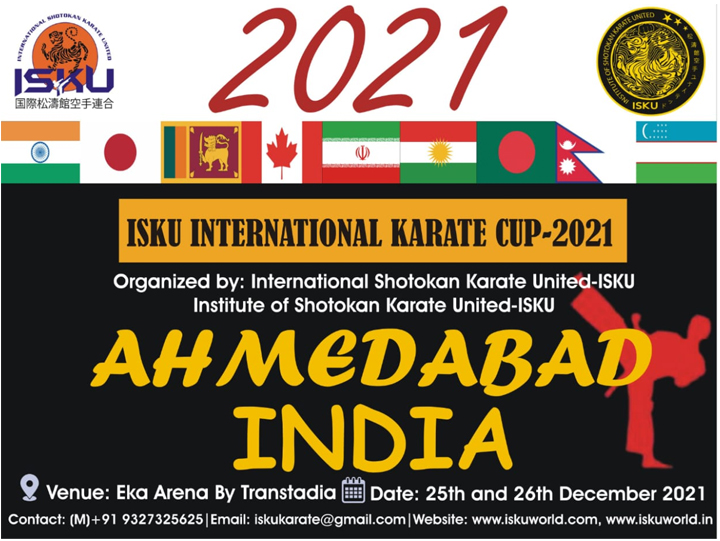 2021
INTERNATIONAL SHOTOKAN KARATE UNITED
ISKU
国際松濤館空手連合
INSTITUTE OF SHOTOKAN KARATE UNITED
ISKU
ISKU INTERNATIONAL KARATE CUP-2021
Organized by: International Shotokan Karate United-ISKU
Institute of Shotokan Karate United-ISKU
AHMEDABAD
INDIA
Venue: Eka Arena By Transtadia
Date: 25th and 26th December 2021
Contact: (M)+91 9327325625|Email: iskukarate@gmail.com|Website: www.iskuworld.com, www.iskuworld.in